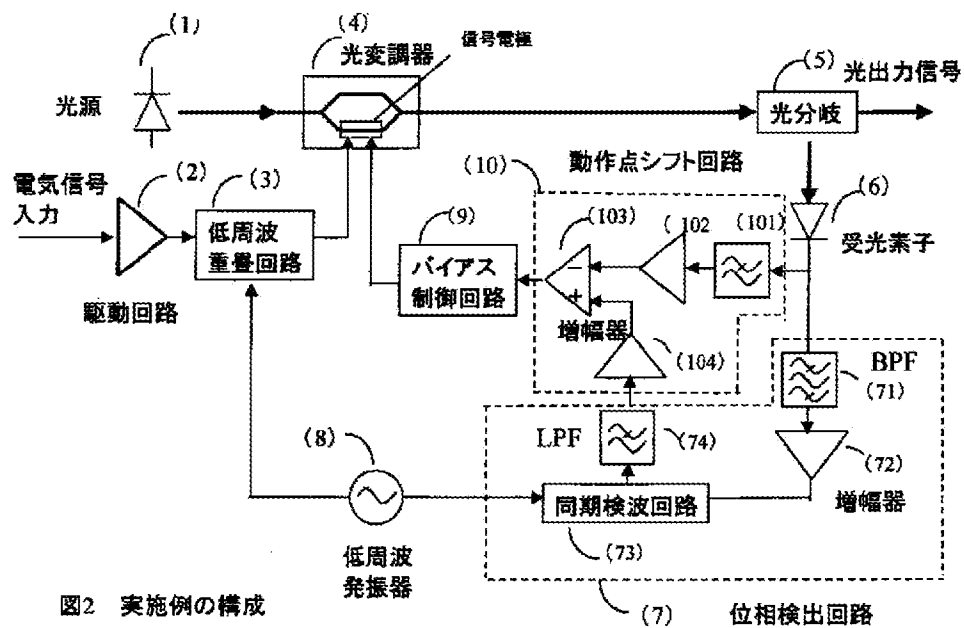 (1)
光源
(4)
光変調器
信号電極
(5)
光出力信号
光分岐
電気信号
入力
(2)
(3)
低周波
重畳回路
駆動回路
(9)
バイアス
制御回路
(10)
動作点シフト回路
(103)
(102
(101)
−
+
増幅器
(104)
(6)
受光素子
BPF
(71)
(72)
増幅器
LPF
(74)
(8)
低周波
発振器
同期検波回路
(73)
(7)
位相検出回路
図2 実施例の構成